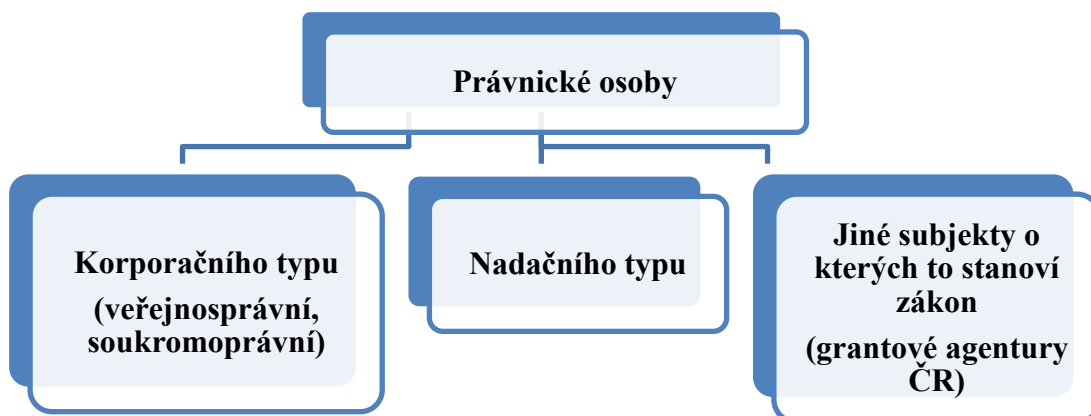 Právnické osoby
Korporačního typu
(veřejnosprávní,
soukromoprávní)
Nadačního typu
Jiné subjekty o
kterých to stanoví
zákon
(grantové agentury
ČR)